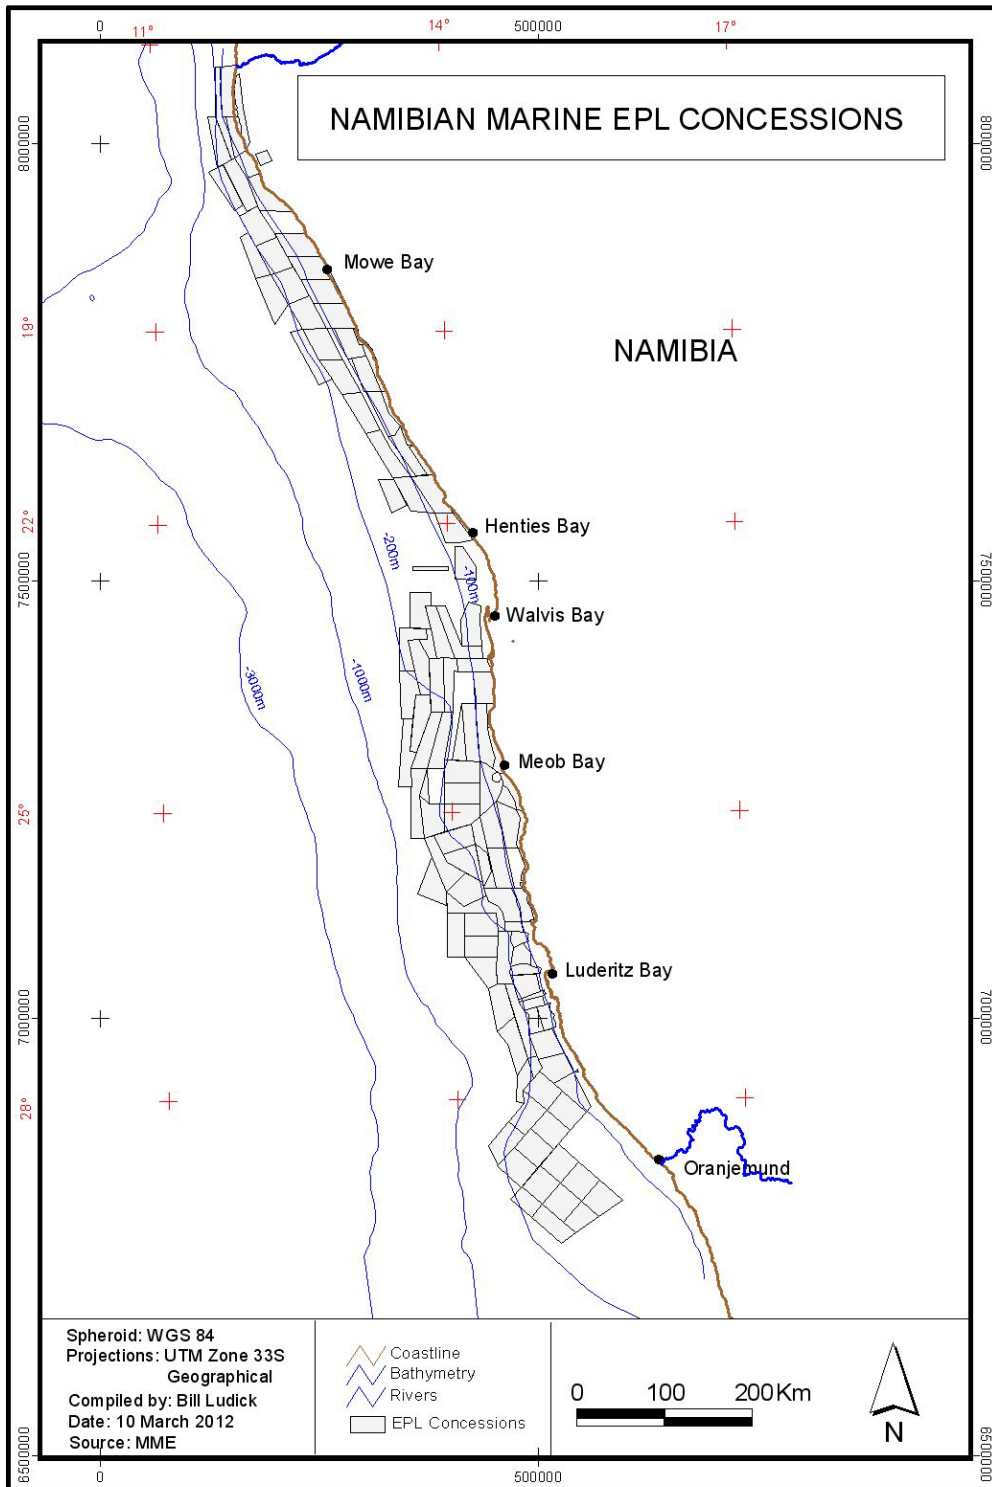 0
500000
11°
14°
17°
NAMIBIAN MARINE EPL CONCESSIONS
8000000
8000000
Mowe Bay
19°
NAMIBIA
22°
Henties Bay
-200m
-100m
7500000
7500000
Walvis Bay
-3000m
-1000m
Meob Bay
25°
Luderitz Bay
7000000
7000000
28°
Oranjemund
Spheroid: WGS 84
Projections: UTM Zone 33S
Geographical
Compiled by: Bill Ludick
Date: 10 March 2012
Source: MME
Coastline
Bathymetry
Rivers
EPL Concessions
0 100 200Km
N
6500000
6500000
0
500000